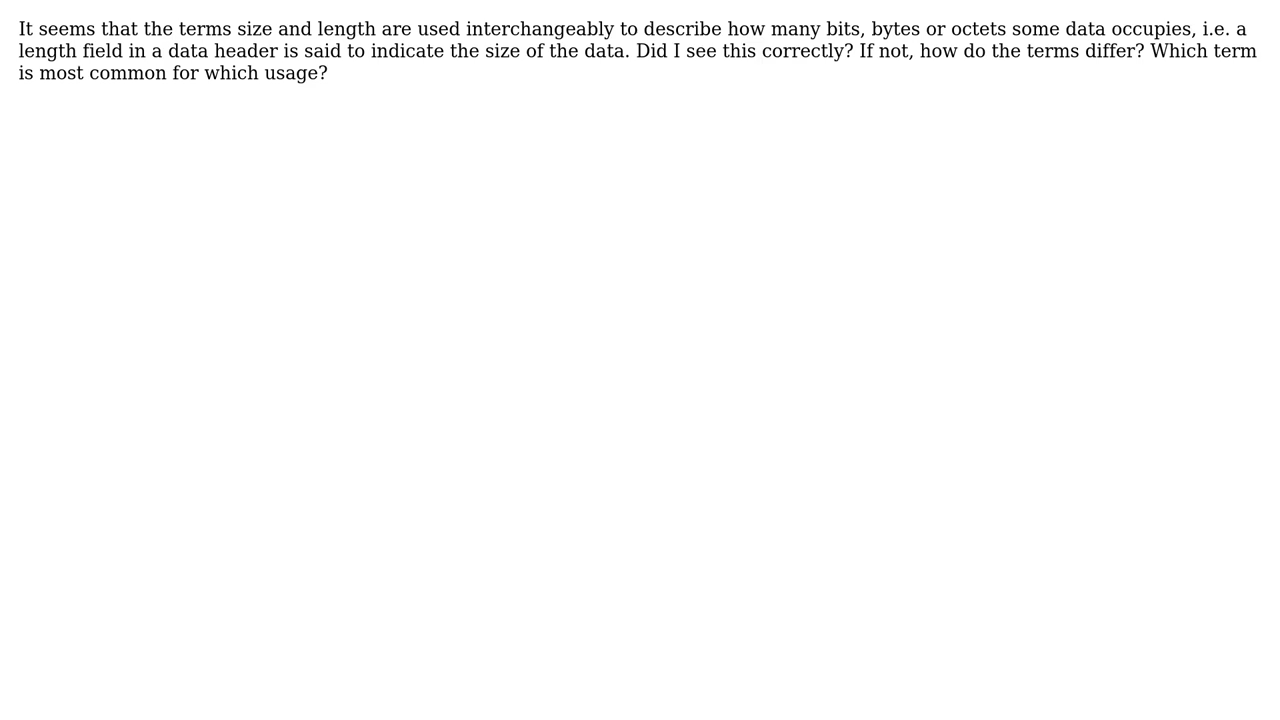 It seems that the terms size and length are used interchangeably to describe how many bits, bytes or octets some data occupies, i.e. a
length field in a data header is said to indicate the size of the data. Did I see this correctly? If not, how do the terms differ? Which term
is most common for which usage?